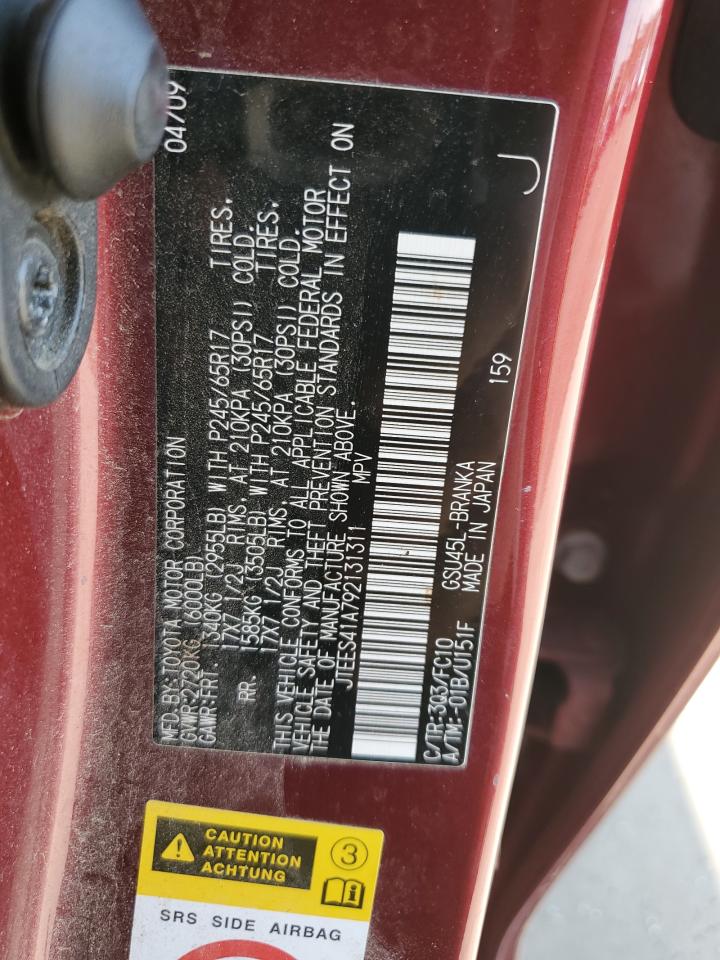 MFD.BY:TOYOTA MOTOR CORPORATION 04/09
GVWR:2720KG (6000LB)
GAWR:FR. 1340KG (2955LB) WITH P245/65R17 TIRES,
17X7 1/2J RIMS, AT 210KPA (30PSI) COLD.
RR. 1585KG (3505LB) WITH P245/65R17 TIRES,
17X7 1/2J RIMS, AT 210KPA (30PSI) COLD.
THIS VEHICLE CONFORMS TO ALL APPLICABLE FEDERAL MOTOR
VEHICLE SAFETY AND THEFT PREVENTION STANDARDS IN EFFECT ON
THE DATE OF MANUFACTURE SHOWN ABOVE.
JTEES41A792131311 MPV
C/TR:3Q3/FC10 GSU45L-BRANKA 159
A/TM:-01B/U151F MADE IN JAPAN
J
CAUTION
ATTENTION
ACHTUNG
3
SRS SIDE AIRBAG